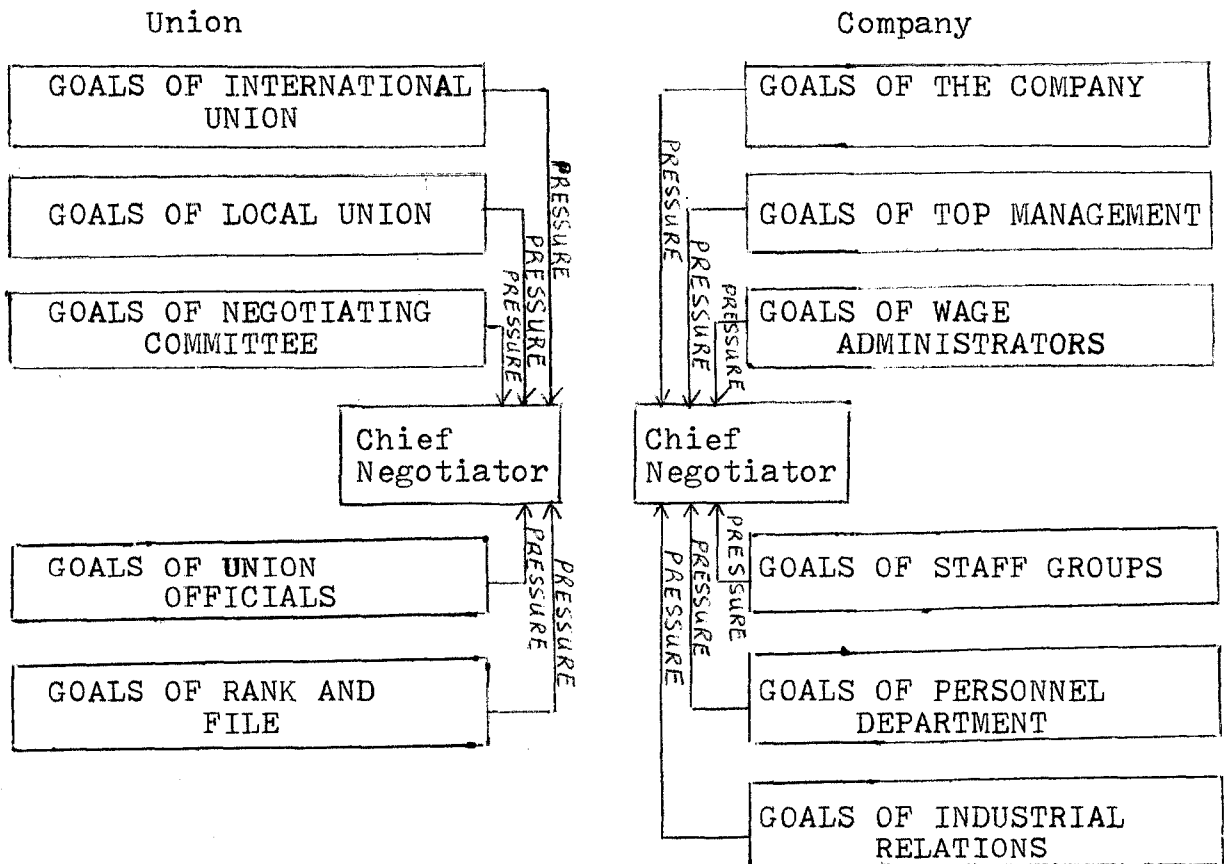 Union
GOALS OF INTERNATIONAL
UNION
GOALS OF LOCAL UNION
GOALS OF NEGOTIATING
COMMITTEE
PRESSURE
PRESSURE
PRESSURE
Chief
Negotiator
GOALS OF UNION
OFFICIALS
GOALS OF RANK AND
FILE
PRESSURE
PRESSURE
Company
GOALS OF THE COMPANY
GOALS OF TOP MANAGEMENT
GOALS OF WAGE
ADMINISTRATORS
PRESSURE
PRESSURE
PRESSURE
Chief
Negotiator
GOALS OF STAFF GROUPS
GOALS OF PERSONNEL
DEPARTMENT
GOALS OF INDUSTRIAL
RELATIONS
PRESSURE
PRESSURE
PRESSURE